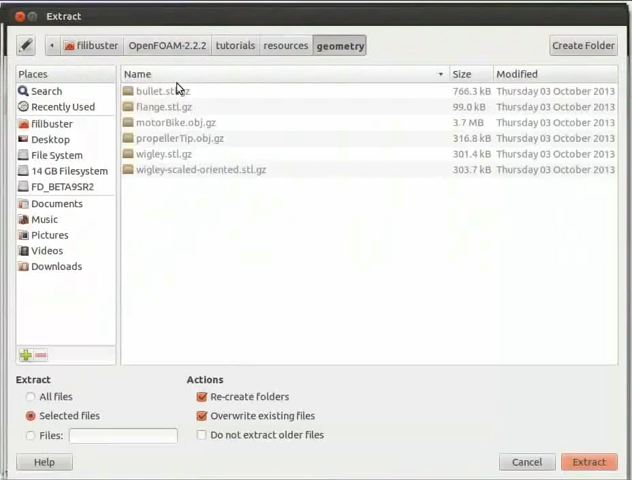 Extract
filibuster OpenFOAM-2.2.2 tutorials resources geometry Create Folder
Places Name Size Modified
Search 766.3 kB Thursday 03 October 2013
Recently Used flange.stl.gz 99.0 kB Thursday 03 October 2013
motorBike.obj.gz 3.7 MB Thursday 03 October 2013
filibuster
Desktop propellerTip.obj.gz 316.8 kB Thursday 03 October 2013
File System wigley.stl.gz 301.4 kB Thursday 03 October 2013
14 GB Filesystem wigley-scaled-oriented.stl.gz 303.7 kB Thursday 03 October 2013
FD_BETA9SR2
Documents
Music
Pictures
Videos
Downloads
Extract Actions
All files Re-create folders
Selected files Overwrite existing files
Files: Do not extract older files
Help Cancel Extract